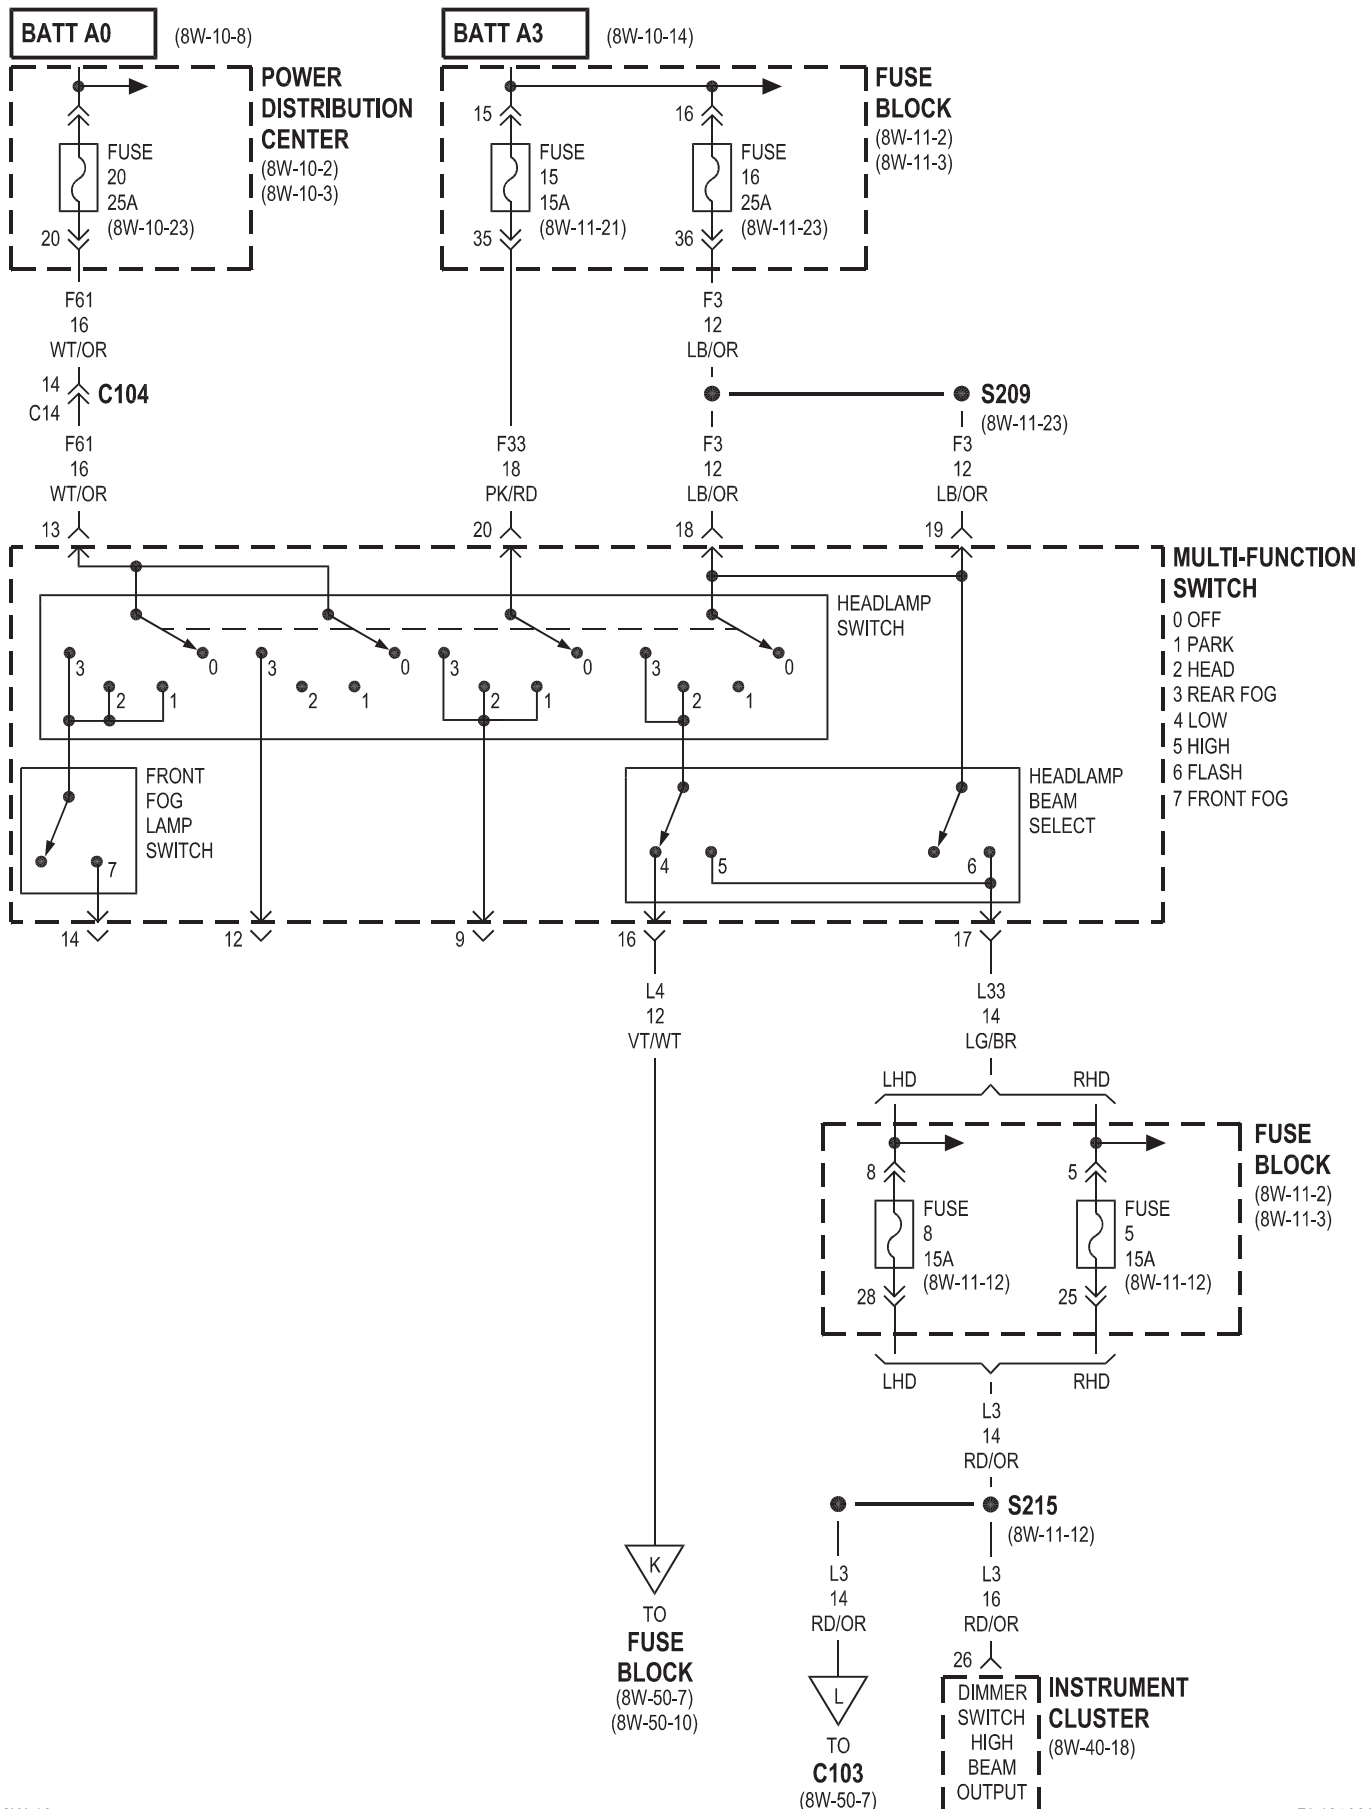 BATT A0
(8W-10-8)
BATT A3
(8W-10-14)
POWER
DISTRIBUTION
CENTER
(8W-10-2)
(8W-10-3)
FUSE
20
25A
(8W-10-23)
20
15
FUSE
15
15A
(8W-11-21)
35
16
FUSE
16
25A
(8W-11-23)
36
FUSE
BLOCK
(8W-11-2)
(8W-11-3)
F61
16
WT/OR
14
C14
C104
F61
16
WT/OR
13
F33
18
PK/RD
20
F3
12
LB/OR
S209
(8W-11-23)
F3
12
LB/OR
18
F3
12
LB/OR
19
MULTI-FUNCTION
SWITCH
0 OFF
1 PARK
2 HEAD
3 REAR FOG
4 LOW
5 HIGH
6 FLASH
7 FRONT FOG
HEADLAMP
SWITCH
3
2
1
0
3
2
1
0
3
2
1
0
3
2
1
0
FRONT
FOG
LAMP
SWITCH
7
HEADLAMP
BEAM
SELECT
4
5
6
14
12
9
16
17
L4
12
VT/WT
L33
14
LG/BR
LHD
RHD
FUSE
BLOCK
(8W-11-2)
(8W-11-3)
8
FUSE
8
15A
(8W-11-12)
28
5
FUSE
5
15A
(8W-11-12)
25
LHD
RHD
L3
14
RD/OR
S215
(8W-11-12)
K
TO
FUSE
BLOCK
(8W-50-7)
(8W-50-10)
L3
14
RD/OR
L
TO
C103
(8W-50-7)
L3
16
RD/OR
26
DIMMER
SWITCH
HIGH
BEAM
OUTPUT
INSTRUMENT
CLUSTER
(8W-40-18)